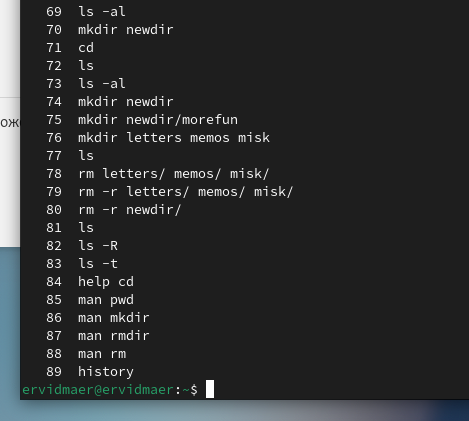 69 ls -al
70 mkdir newdir
71 cd
72 ls
73 ls -al
74 mkdir newdir
75 mkdir newdir/morefun
76 mkdir letters memos misk
77 ls
78 rm letters/ memos/ misk/
79 rm -r letters/ memos/ misk/
80 rm -r newdir/
81 ls
82 ls -R
83 ls -t
84 help cd
85 man pwd
86 man mkdir
87 man rmdir
88 man rm
89 history
ervidmaer@ervidmaer:~$